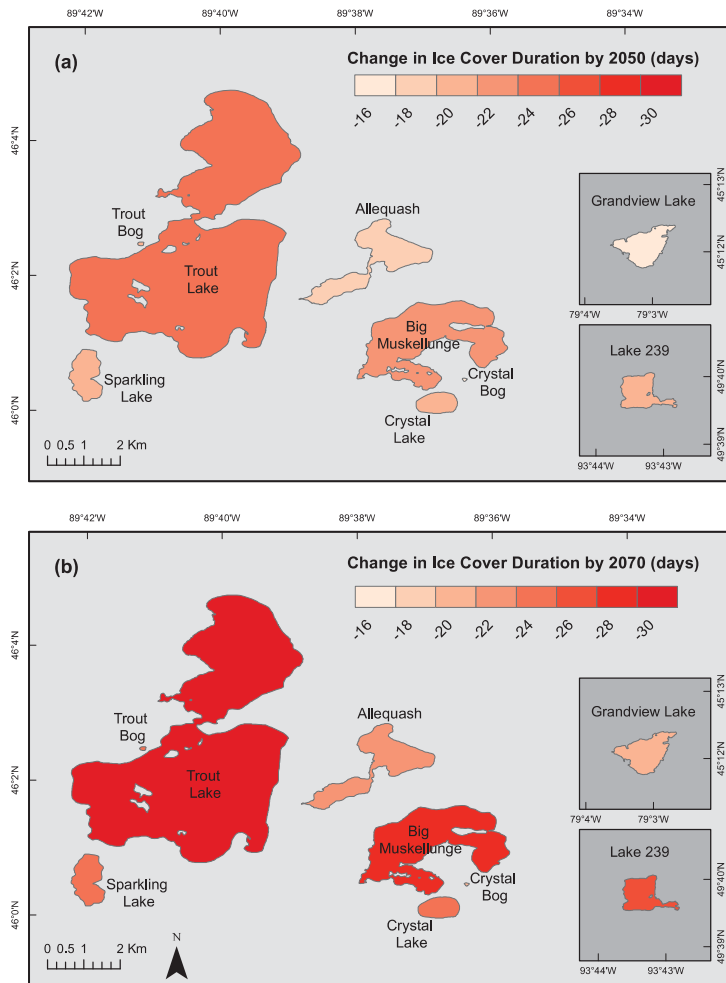 89°42'W 89°40'W 89°38'W 89°36'W 89°34'W
(a)
Change in Ice Cover Duration by 2050 (days)
-16 -18 -20 -22 -24 -26 -28 -30
46°4'N
46°2'N
46°0'N
Trout
Bog
Trout
Lake
Allequash
Big
Muskellunge
Crystal
Bog
Crystal
Lake
Sparkling
Lake
0 0.5 1 2 Km
Grandview Lake
45°13'N
45°12'N
79°4'W 79°3'W
Lake 239
49°40'N
49°39'N
93°44'W 93°43'W
89°42'W 89°40'W 89°38'W 89°36'W 89°34'W
(b)
Change in Ice Cover Duration by 2070 (days)
-16 -18 -20 -22 -24 -26 -28 -30
46°4'N
46°2'N
46°0'N
Trout
Bog
Trout
Lake
Allequash
Big
Muskellunge
Crystal
Bog
Crystal
Lake
Sparkling
Lake
0 0.5 1 2 Km
N
Grandview Lake
45°13'N
45°12'N
79°4'W 79°3'W
Lake 239
49°40'N
49°39'N
93°44'W 93°43'W